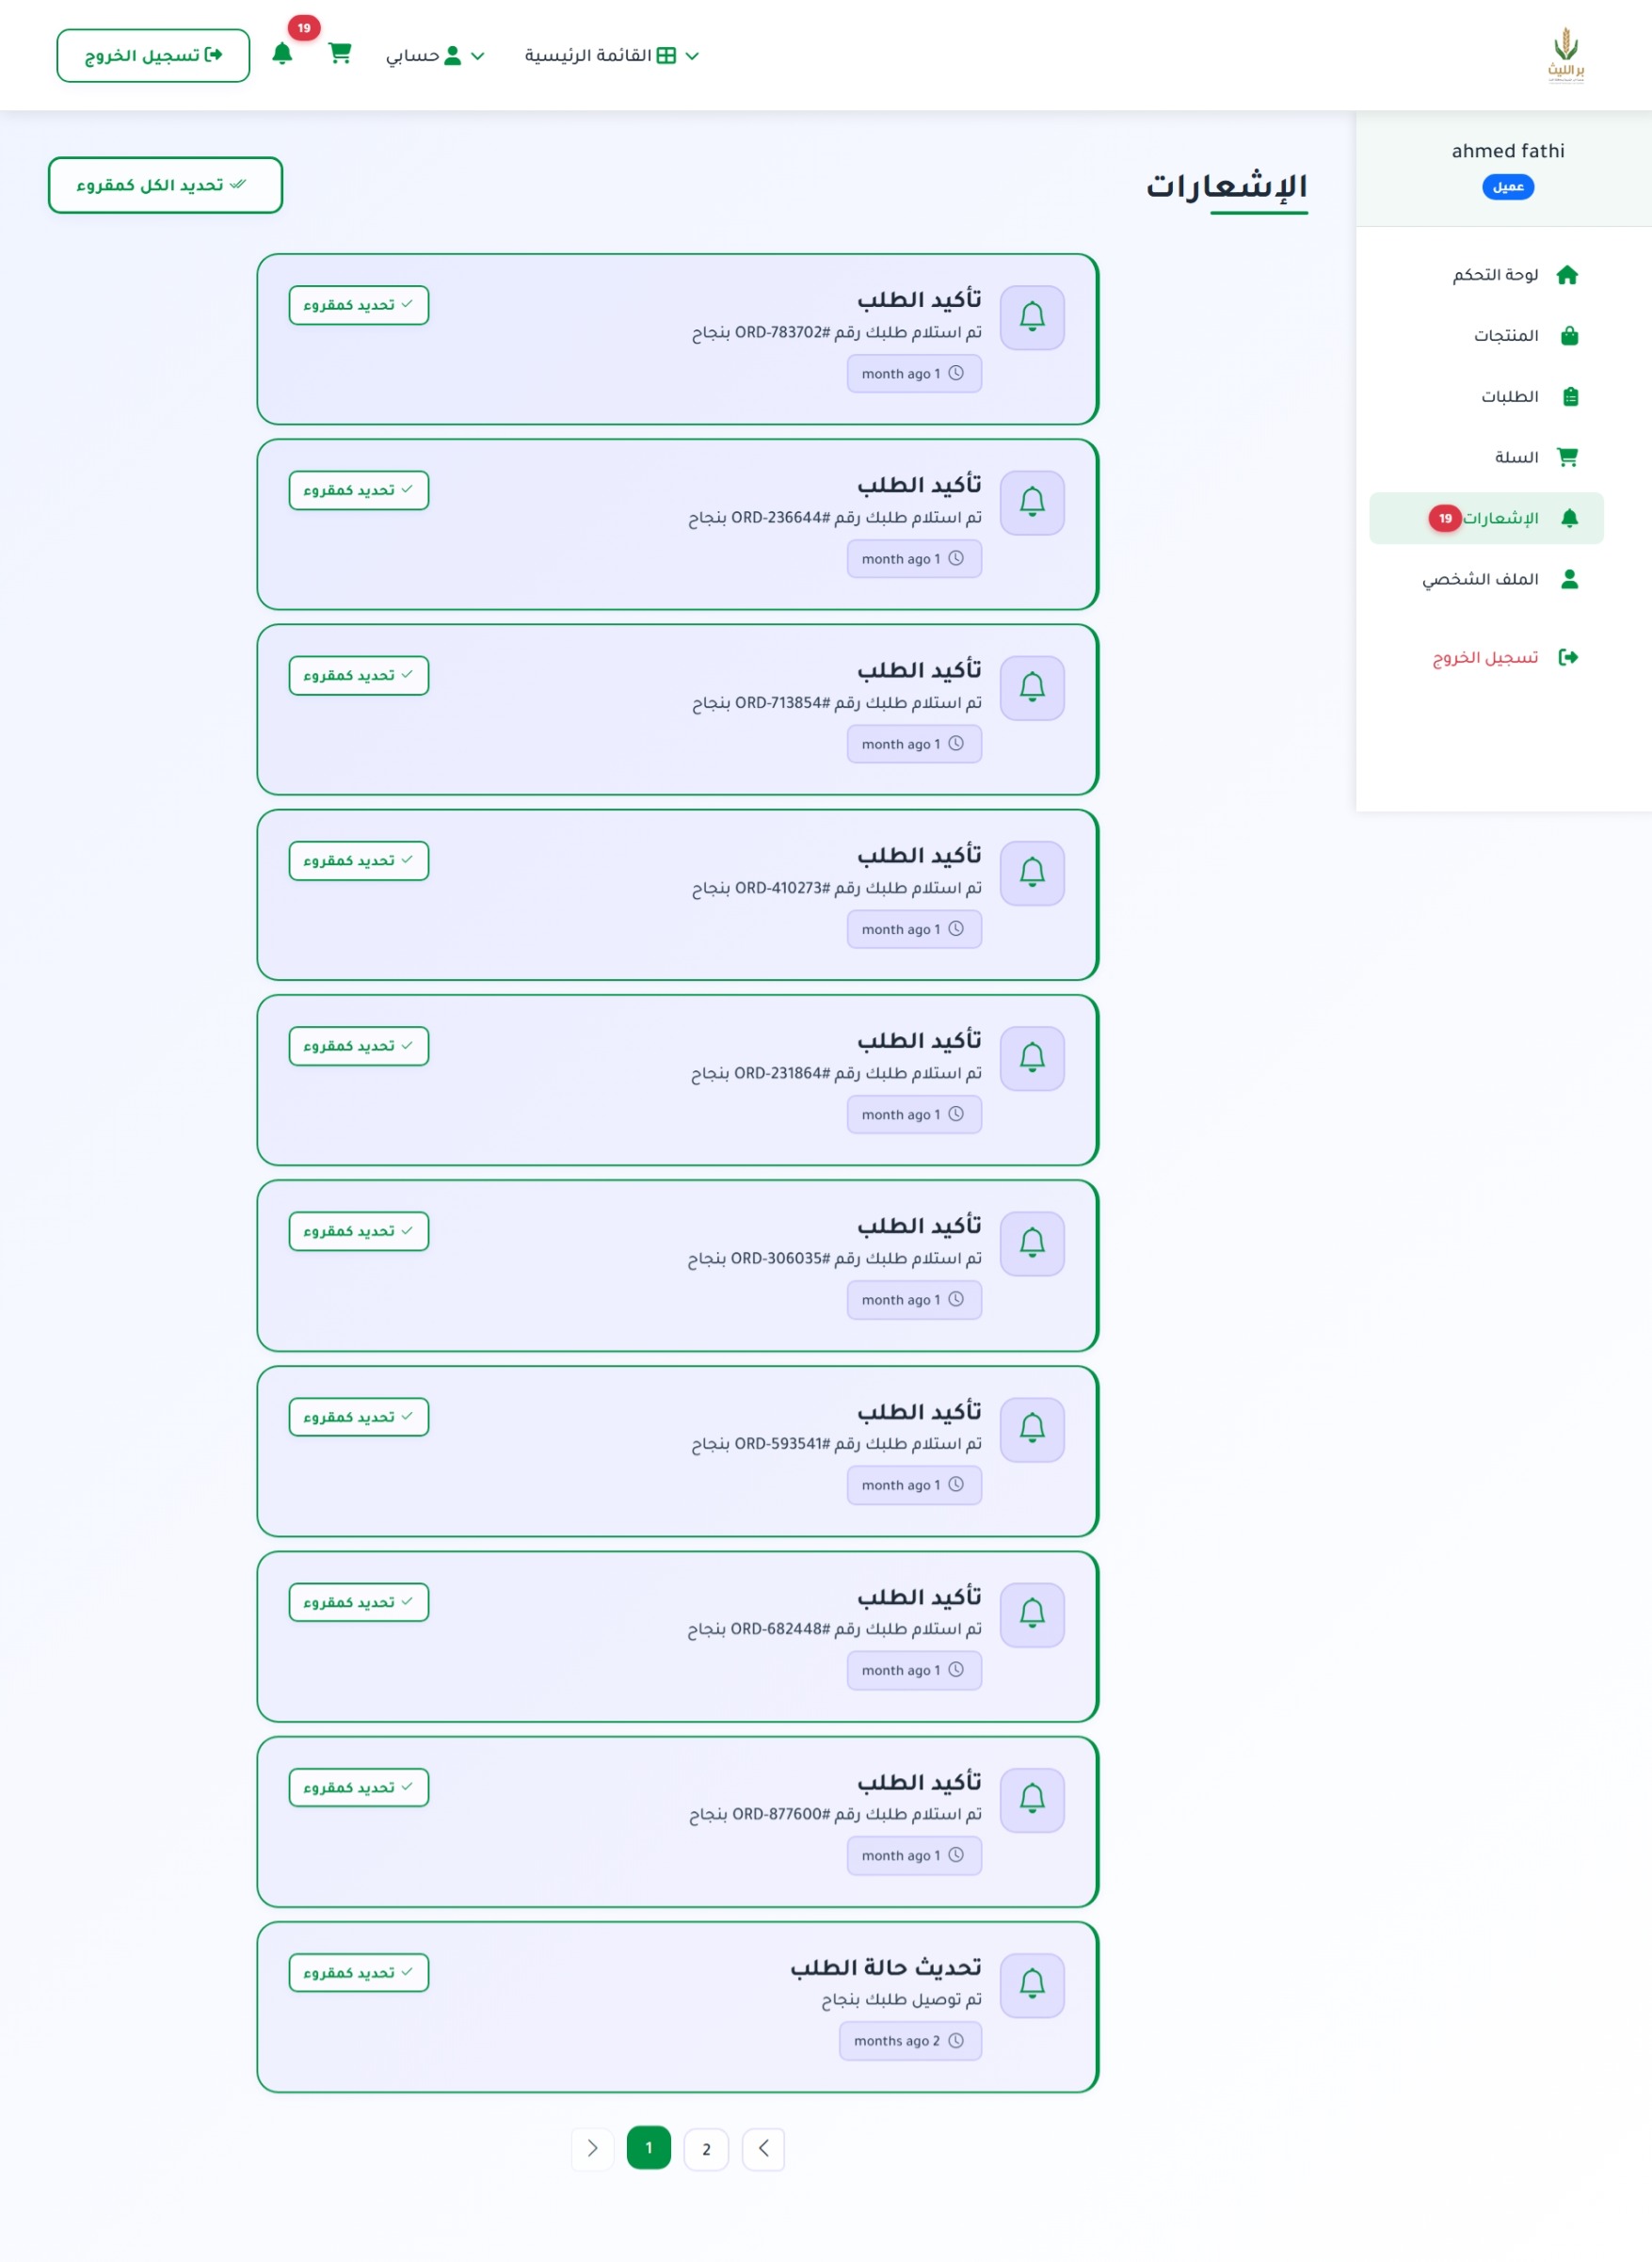 بر الليث
القائمة الرئيسية
حسابي
19
تسجيل الخروج
ahmed fathi
عميل
لوحة التحكم
المنتجات
الطلبات
السلة
الإشعارات 19
الملف الشخصي
تسجيل الخروج
الإشعارات
تحديد الكل كمقروء
تأكيد الطلب
تحديد كمقروء
تم استلام طلبك رقم #ORD-783702 بنجاح
1 month ago
تأكيد الطلب
تحديد كمقروء
تم استلام طلبك رقم #ORD-236644 بنجاح
1 month ago
تأكيد الطلب
تحديد كمقروء
تم استلام طلبك رقم #ORD-713854 بنجاح
1 month ago
تأكيد الطلب
تحديد كمقروء
تم استلام طلبك رقم #ORD-410273 بنجاح
1 month ago
تأكيد الطلب
تحديد كمقروء
تم استلام طلبك رقم #ORD-231864 بنجاح
1 month ago
تأكيد الطلب
تحديد كمقروء
تم استلام طلبك رقم #ORD-306035 بنجاح
1 month ago
تأكيد الطلب
تحديد كمقروء
تم استلام طلبك رقم #ORD-593541 بنجاح
1 month ago
تأكيد الطلب
تحديد كمقروء
تم استلام طلبك رقم #ORD-682448 بنجاح
1 month ago
تأكيد الطلب
تحديد كمقروء
تم استلام طلبك رقم #ORD-877600 بنجاح
1 month ago
تحديث حالة الطلب
تحديد كمقروء
تم توصيل طلبك بنجاح
2 months ago
1 2